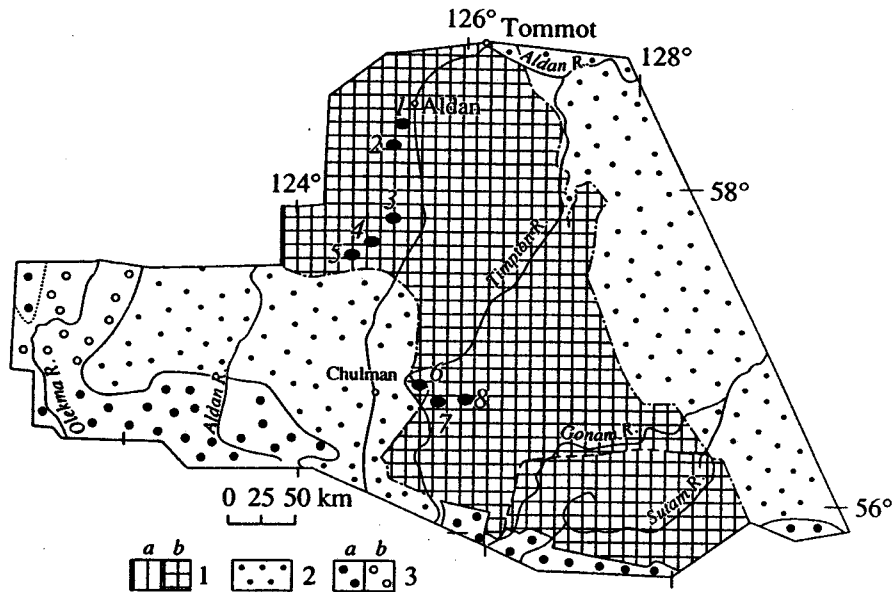 126°
Tommot
Aldan R.
128°
1
Aldan
2
124°
58°
3
4
5
Timpton R.
Olekma R.
Aldan R.
Chulman
6
7
8
Gonam R.
Sutam R.
56°
0 25 50 km
a b
1
2
a b
3